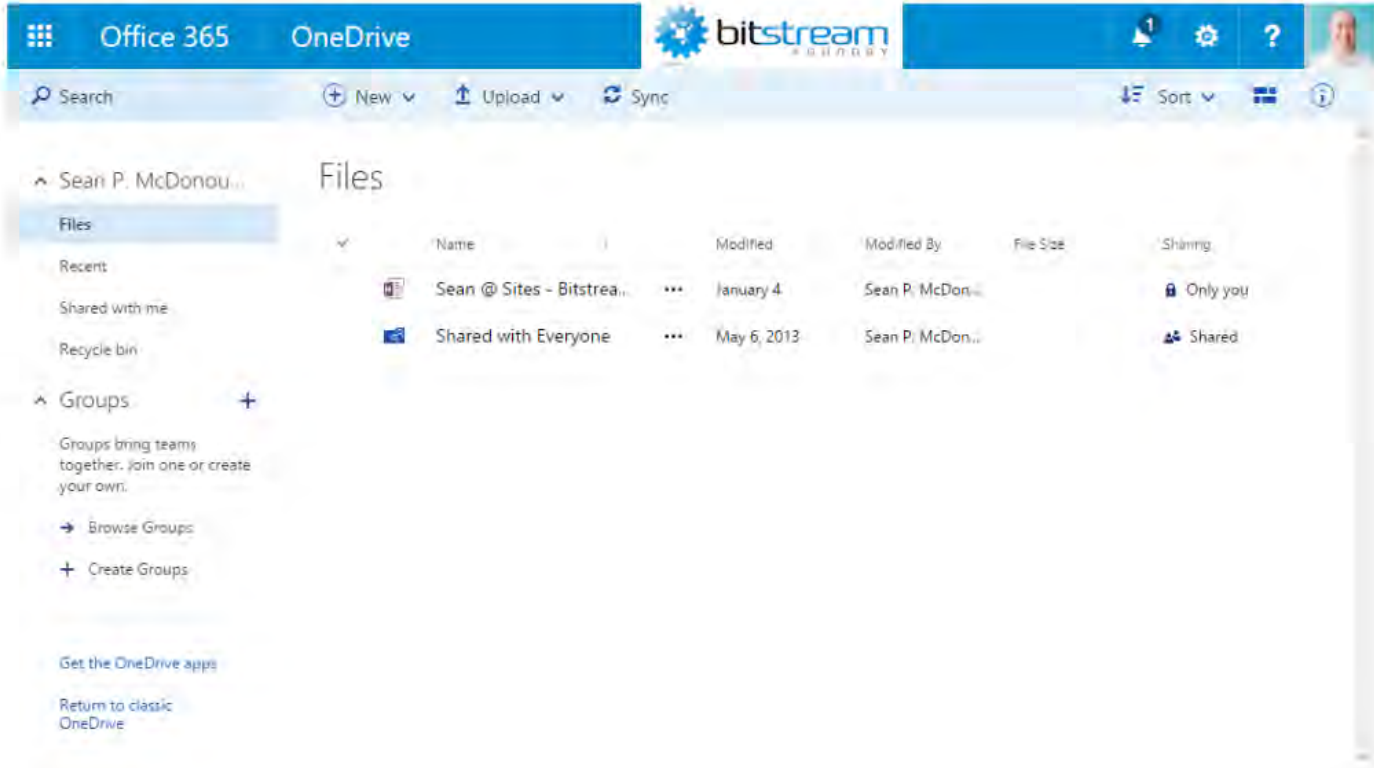 Office 365 OneDrive bitstream FOUNDRY 1 ?
Search New Upload Sync Sort
Sean P. McDonou...
Files
Recent
Shared with me
Recycle bin
Groups +
Groups bring teams
together. Join one or create
your own.
Browse Groups
+ Create Groups
Get the OneDrive apps
Return to classic
OneDrive
Files
Name Modified Modified By File Size Sharing
Sean @ Sites - Bitstrea... ... January 4 Sean P. McDon... Only you
Shared with Everyone ... May 6, 2013 Sean P. McDon... Shared